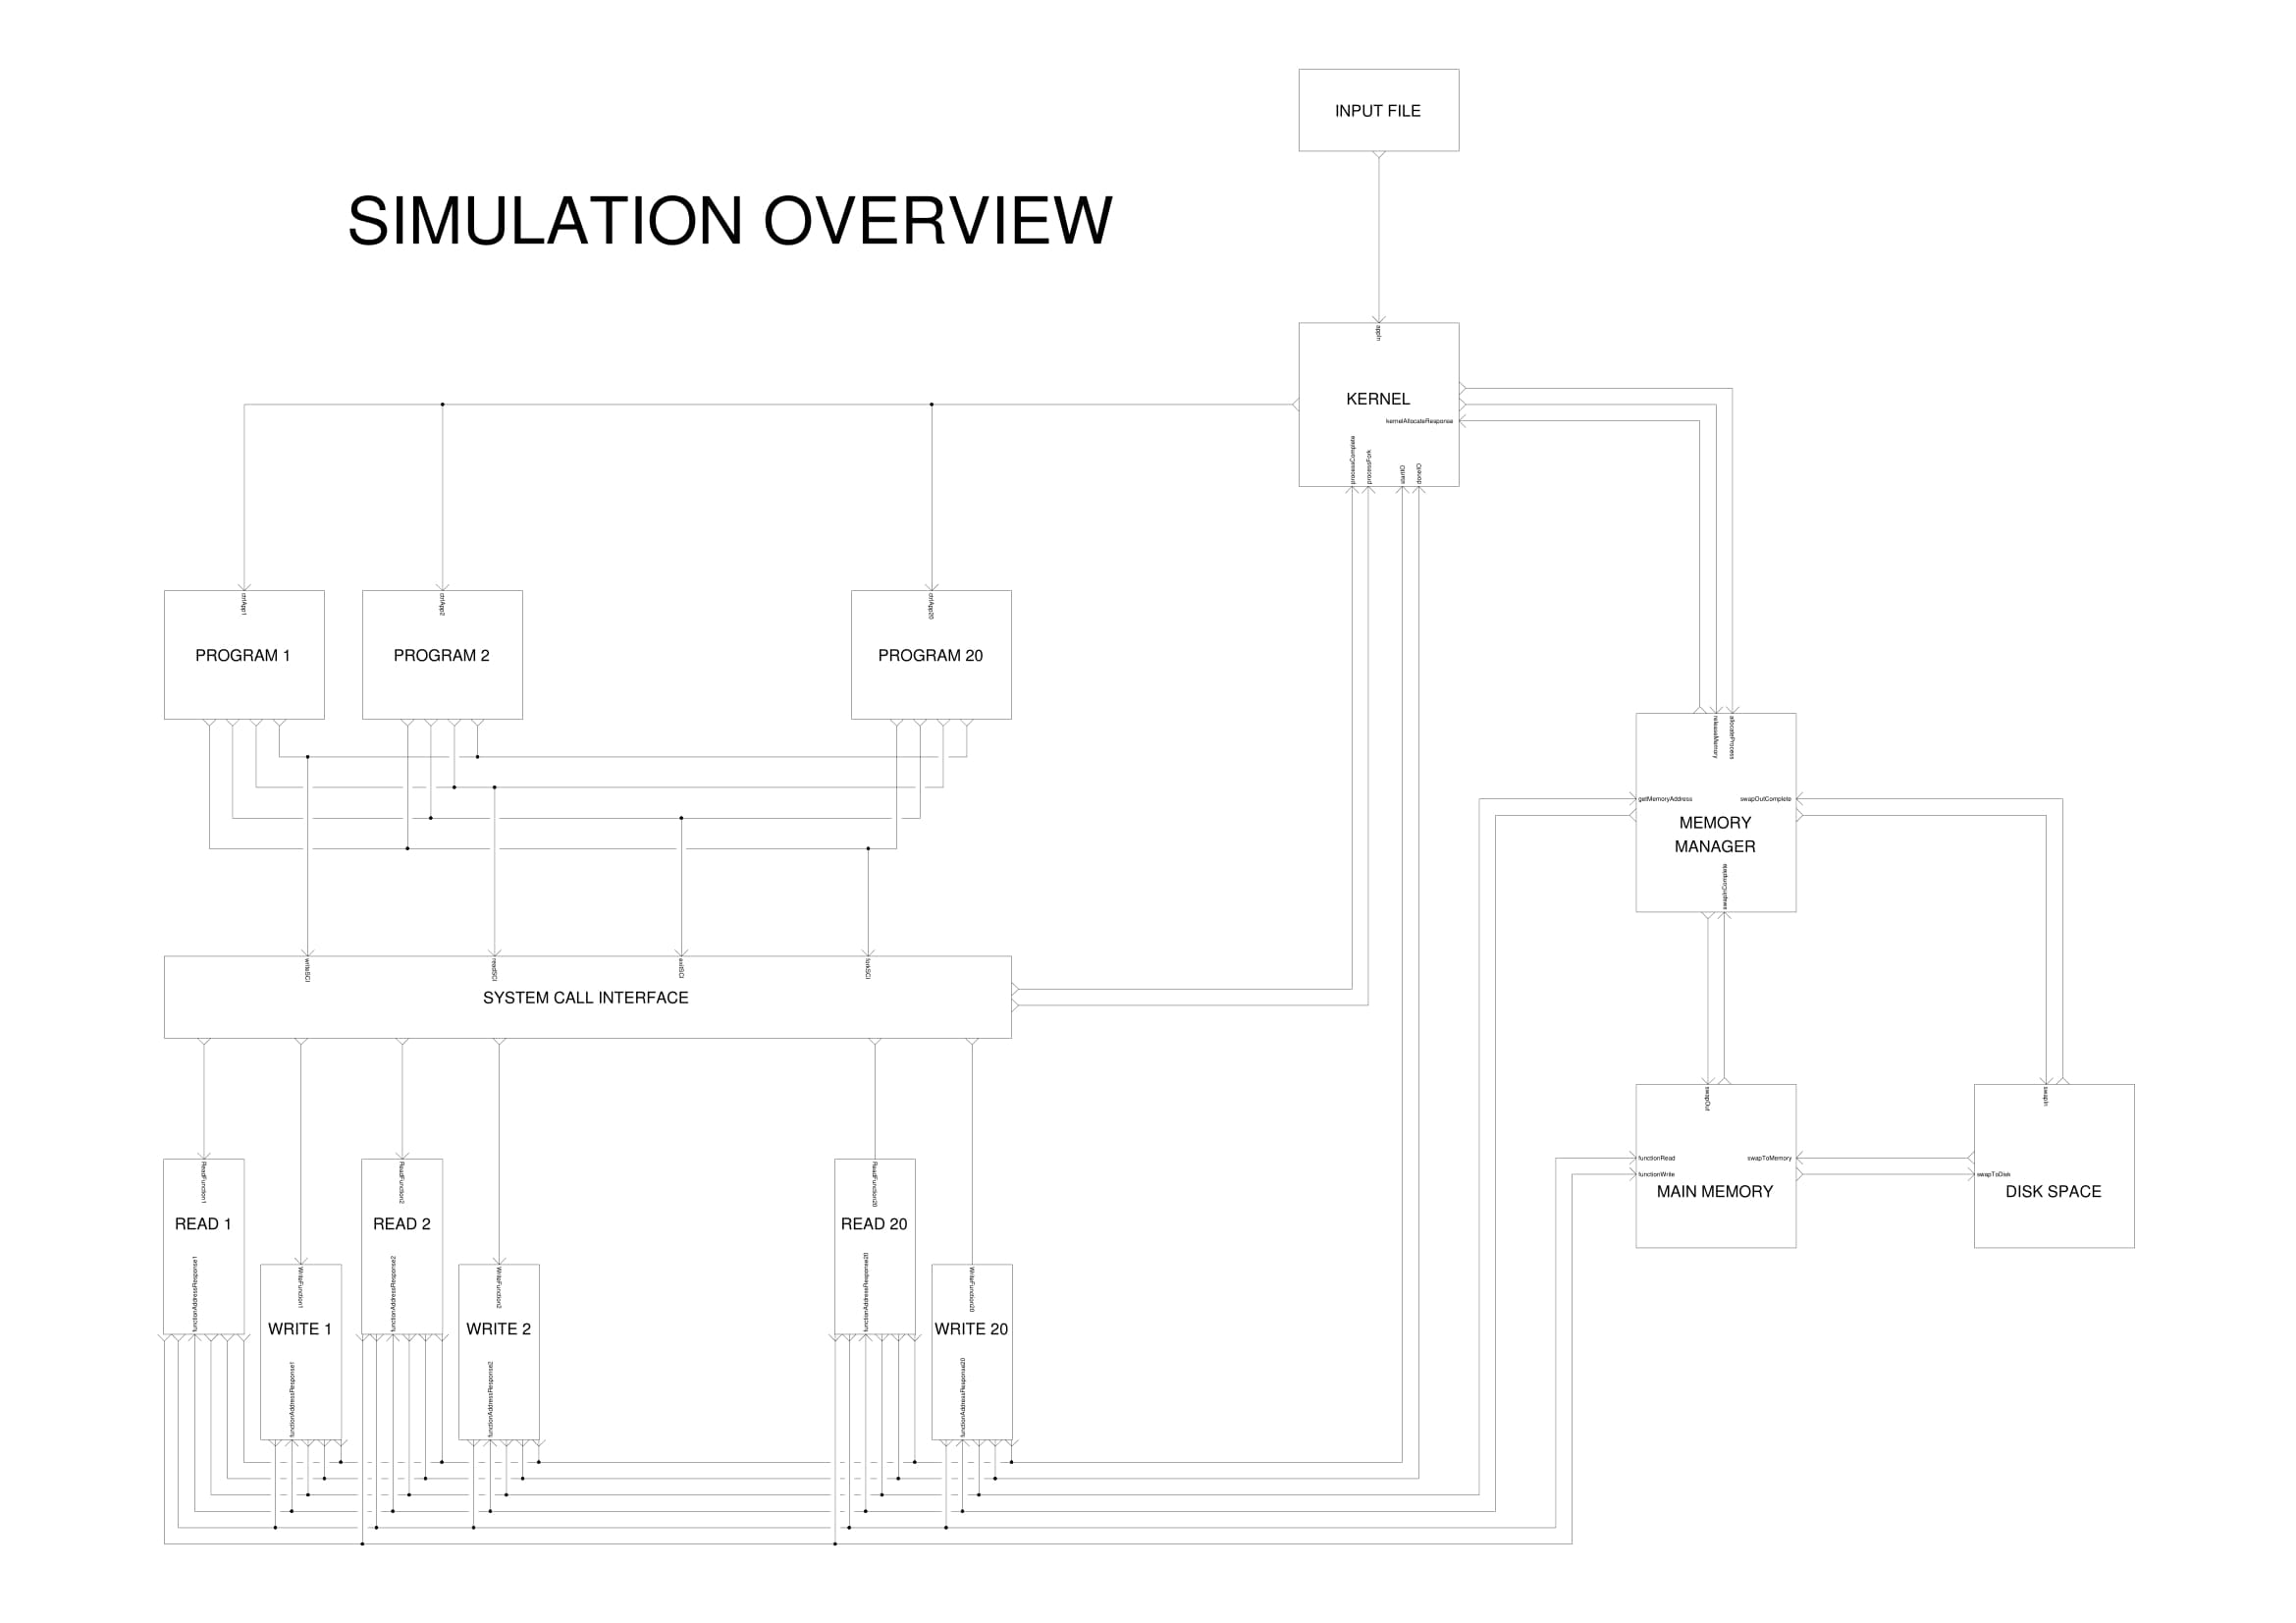 INPUT FILE
SIMULATION OVERVIEW
appIn
KERNEL
kernelAllocateResponse
processComplete
processFork
startIO
doneIO
ctrlApp1
ctrlApp2
ctrlApp20
PROGRAM 1
PROGRAM 2
PROGRAM 20
releaseMemory
allocateProcess
getMemoryAddress
swapOutComplete
MEMORY
MANAGER
swapInComplete
writeSCI
readSCI
exitSCI
forkSCI
SYSTEM CALL INTERFACE
swapOut
swapIn
functionRead
swapToMemory
functionWrite
swapToDisk
MAIN MEMORY
DISK SPACE
ReadFunction1
ReadFunction2
ReadFunction20
READ 1
READ 2
READ 20
functionAddressResponse1
functionAddressResponse2
functionAddressResponse20
WriteFunction1
WriteFunction2
WriteFunction20
WRITE 1
WRITE 2
WRITE 20
functionAddressResponse1
functionAddressResponse2
functionAddressResponse20